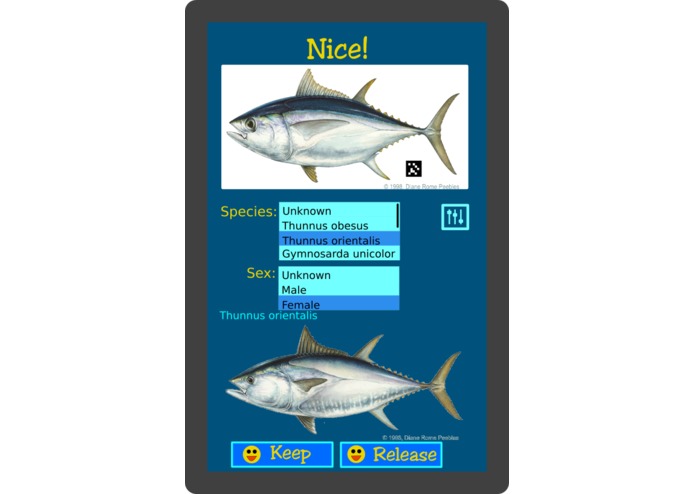 Nice!
© 1998, Diane Rome Peebles
Species:
Unknown
Thunnus obesus
Thunnus orientalis
Gymnosarda unicolor
Sex:
Unknown
Male
Female
Thunnus orientalis
© 1998, Diane Rome Peebles
Keep
Release